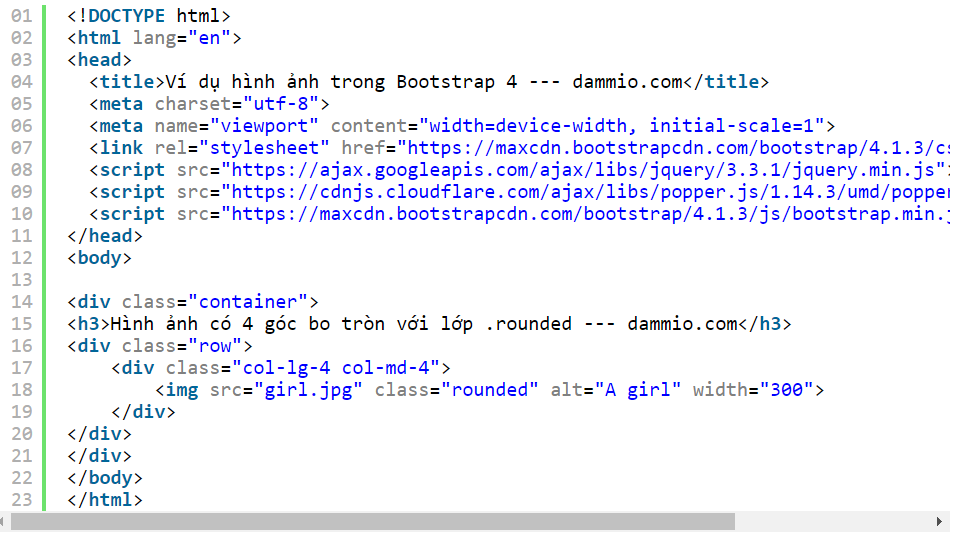 01 <!DOCTYPE html>
02 <html lang="en">
03 <head>
04   <title>Ví dụ hình ảnh trong Bootstrap 4 --- dammio.com</title>
05   <meta charset="utf-8">
06   <meta name="viewport" content="width=device-width, initial-scale=1">
07   <link rel="stylesheet" href="https://maxcdn.bootstrapcdn.com/bootstrap/4.1.3/cs
08   <script src="https://ajax.googleapis.com/ajax/libs/jquery/3.3.1/jquery.min.js"
09   <script src="https://cdnjs.cloudflare.com/ajax/libs/popper.js/1.14.3/umd/popper
10   <script src="https://maxcdn.bootstrapcdn.com/bootstrap/4.1.3/js/bootstrap.min.j
11 </head>
12 <body>
13
14 <div class="container">
15 <h3>Hình ảnh có 4 góc bo tròn với lớp .rounded --- dammio.com</h3>
16 <div class="row">
17     <div class="col-lg-4 col-md-4">
18         <img src="girl.jpg" class="rounded" alt="A girl" width="300">
19     </div>
20 </div>
21 </div>
22 </body>
23 </html>